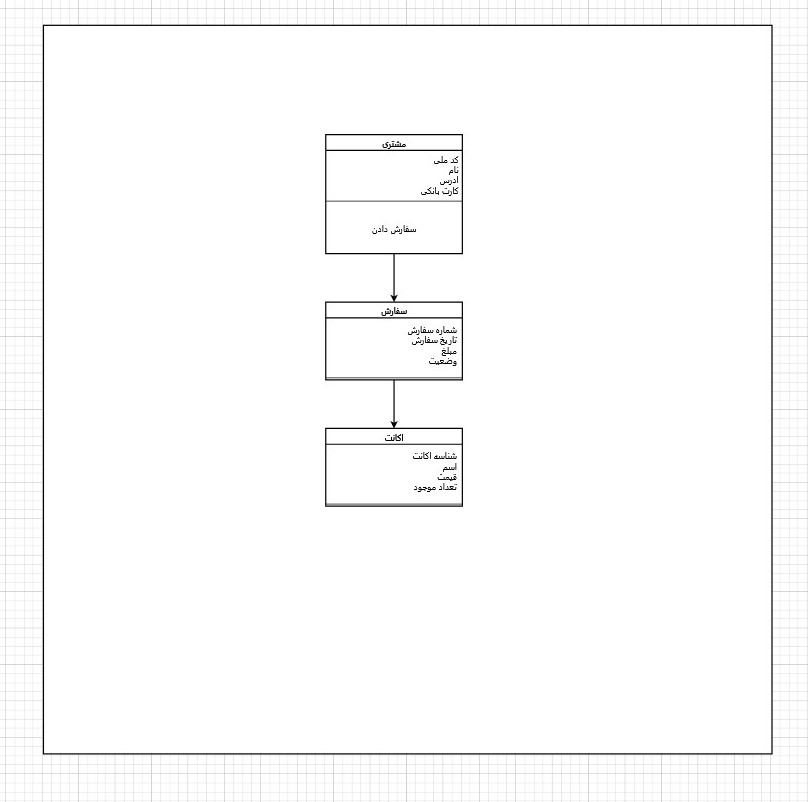 مشتری
کد ملی
نام
ادرس
کارت بانکی
سفارش دادن
سفارش
شماره سفارش
تاریخ سفارش
مبلغ
وضعیت
اکانت
شناسه اکانت
اسم
قیمت
تعداد موجود